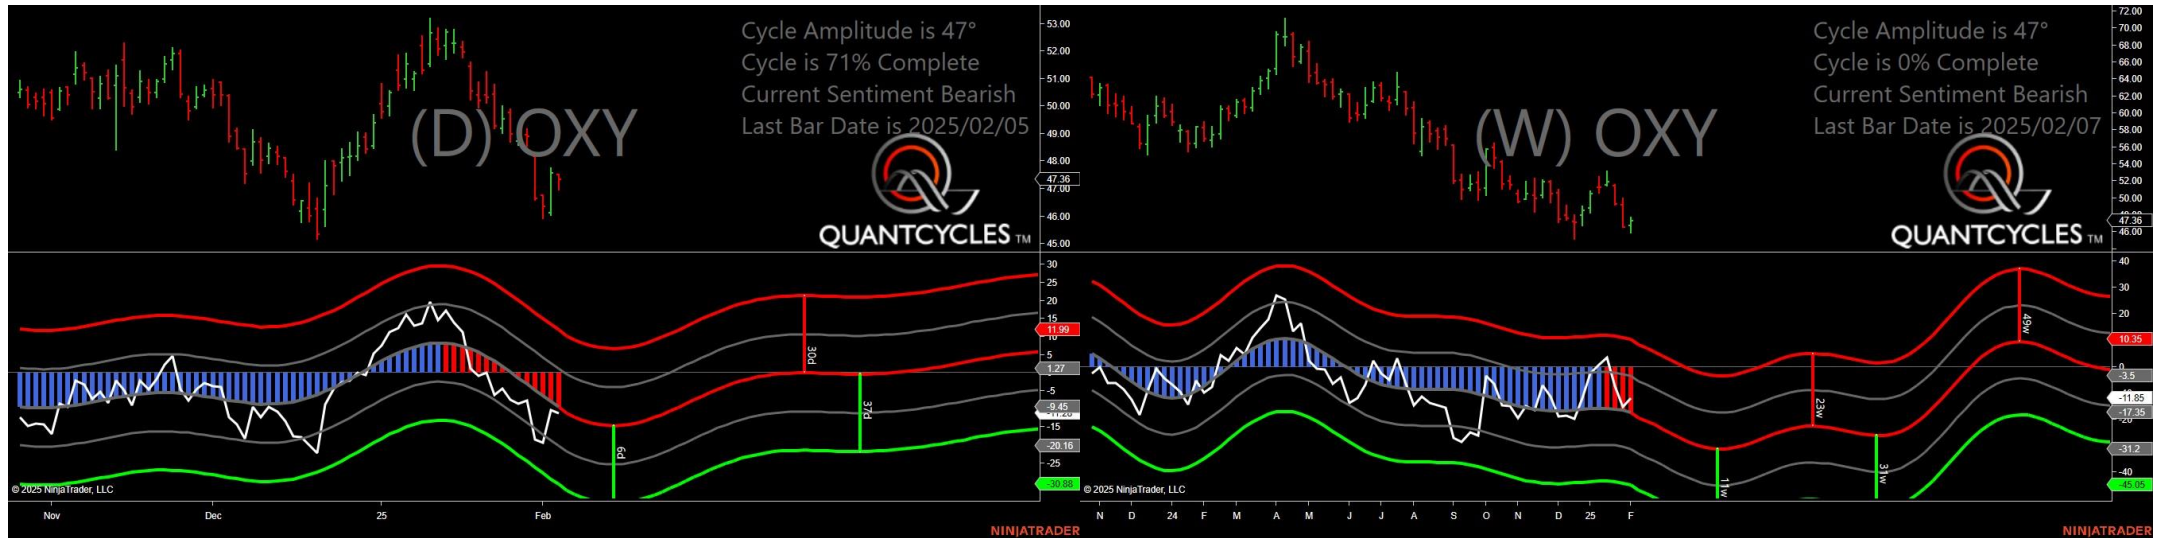 Cycle Amplitude is 47°
Cycle is 71% Complete
Current Sentiment Bearish
Last Bar Date is 2025/02/05
(D) OXY
QUANTCYCLES TM
53.00
52.00
51.00
50.00
49.00
48.00
47.36
47.00
46.00
45.00
30
25
20
15
11.99
10
5
1.27
-5
-9.45
-15
-20.16
-25
-30.88
30d
37d
6d
© 2025 NinjaTrader, LLC
Nov
Dec
25
Feb
NINJATRADER
Cycle Amplitude is 47°
Cycle is 0% Complete
Current Sentiment Bearish
Last Bar Date is 2025/02/07
(W) OXY
QUANTCYCLES TM
72.00
70.00
68.00
66.00
64.00
62.00
60.00
58.00
56.00
54.00
52.00
50.00
47.36
46.00
40
30
20
10.35
0
-3.5
-11.85
-17.35
-31.2
-40
-45.05
49w
23w
31w
11w
© 2025 NinjaTrader, LLC
N
D
24
F
M
A
M
J
J
A
S
O
N
D
25
F
NINJATRADER